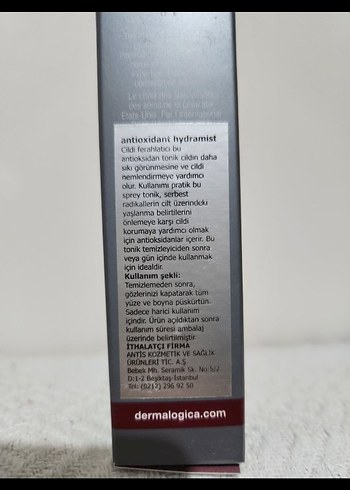 antioxidant hydramist
Cildi ferahlatıcı bu
antioksidan tonik cildin daha
sıkı görünmesine ve cildi
nemlendirmeye yardımcı
olur. Kullanımı pratik bu
sprey tonik, serbest
radikallerin cilt üzerindeki
yaşlanma belirtilerini
önlemeye karşı cildi
korumaya yardımcı olmak
için antioksidanlar içerir. Bu
tonik temizleyiciden sonra
veya gün içinde kullanmak
için idealdir.
Kullanım şekli:
Temizlemeden sonra,
gözlerinizi kapatarak tüm
yüze ve boyna püskürtün.
Sadece harici kullanım
içindir. Ürün açıldıktan sonra
kullanım süresi ambalaj
üzerinde belirtilmiştir
İTHALATÇI FİRMA
ANTİS KOZMETİK VE SAĞLIK
ÜRÜNLERİ TİC. A.Ş.
Bebek Mh. Seramik Sk. No:5/2
D:1-2 Beşiktaş-İstanbul
Tel: (0212) 296 92 50
dermalogica.com